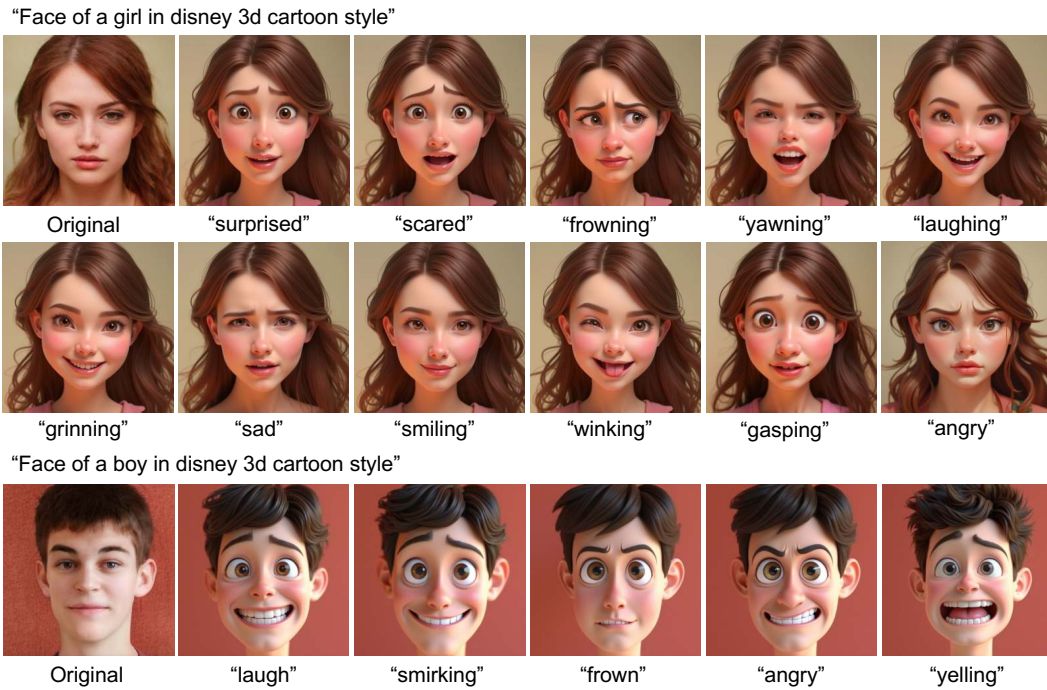 “Face of a girl in disney 3d cartoon style”
Original “surprised” “scared” “frowning” “yawning” “laughing”
“grinning” “sad” “smiling” “winking” “gasping” “angry”
“Face of a boy in disney 3d cartoon style”
Original “laugh” “smirking” “frown” “angry” “yelling”